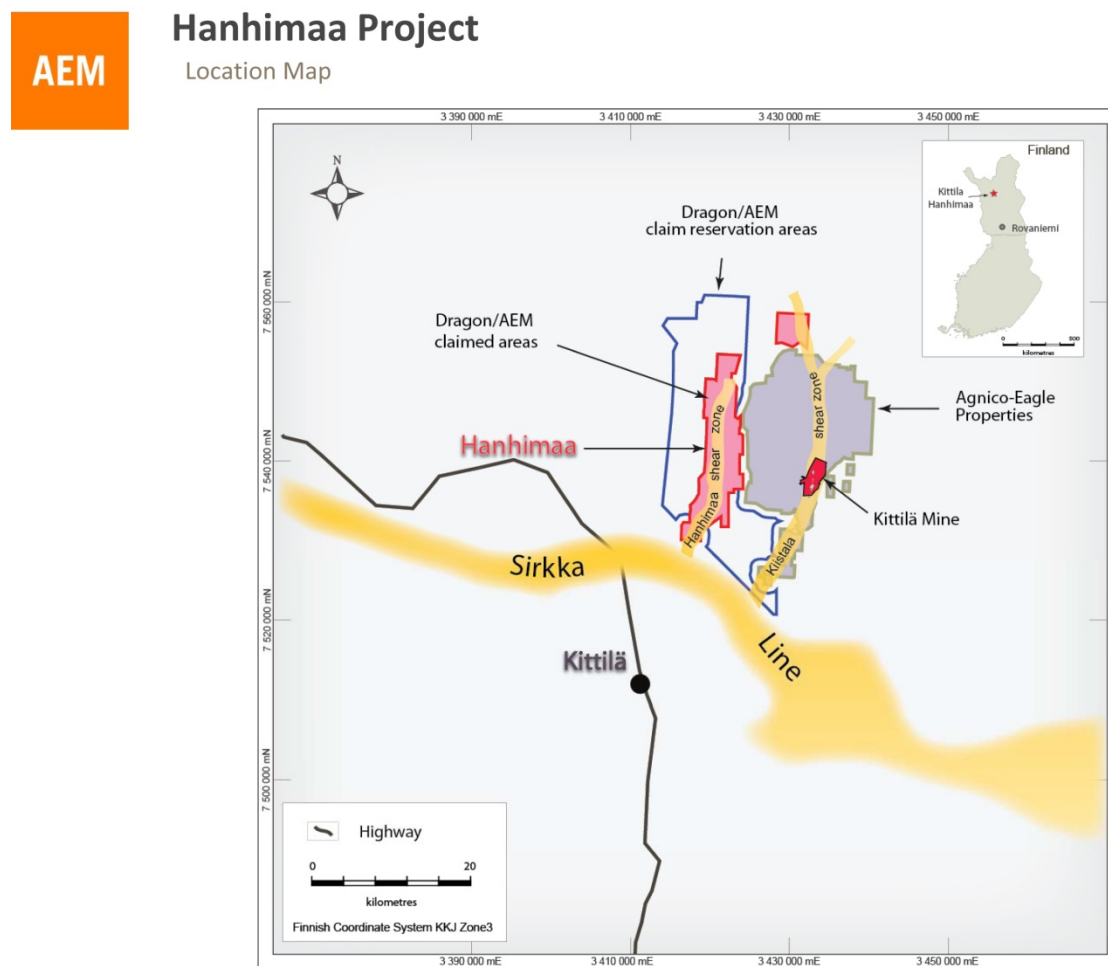 AEM
Hanhimaa Project
Location Map
3 390 000 mE
3 410 000 mE
3 430 000 mE
3 450 000 mE
N
Finland
Kittila
Hanhimaa
Rovaniemi
0
500
kilometres
Dragon/AEM
claim reservation areas
7 560 000 mN
Dragon/AEM
claimed areas
Hanhimaa
Hanhimaa shear zone
Kiistala shear zone
Agnico-Eagle
Properties
7 540 000 mN
Kittilä Mine
Sirkka
Line
7 520 000 mN
Kittilä
7 500 000 mN
Highway
0
20
kilometres
Finnish Coordinate System KKJ Zone3
3 390 000 mE
3 410 000 mE
3 430 000 mE
3 450 000 mE